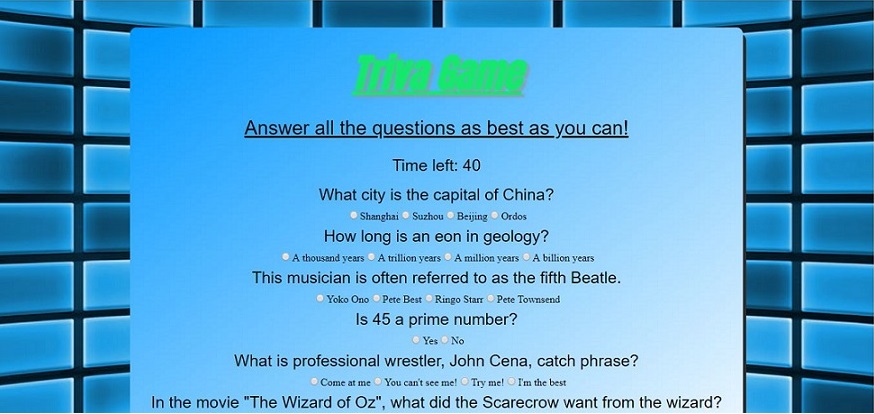 Triva Game
Answer all the questions as best as you can!
Time left: 40
What city is the capital of China?
Shanghai Suzhou Beijing Ordos
How long is an eon in geology?
A thousand years A trillion years A million years A billion years
This musician is often referred to as the fifth Beatle.
Yoko Ono Pete Best Ringo Starr Pete Townsend
Is 45 a prime number?
Yes No
What is professional wrestler, John Cena, catch phrase?
Come at me You can't see me! Try me! I'm the best
In the movie "The Wizard of Oz", what did the Scarecrow want from the wizard?